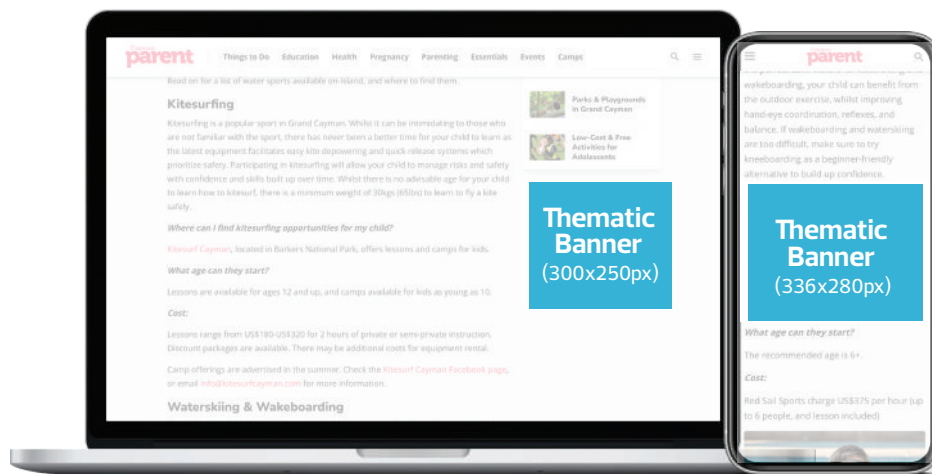 Cayman
parent
Things to Do Education Health Pregnancy Parenting Essentials Events Camps
Read on for a list of water sports available on-island, and where to find them.
Kitesurfing
Kitesurfing is a popular sport in Grand Cayman. Whilst it can be intimidating to those who
are not familiar with the sport, there has never been a better time for your child to learn as
the latest equipment facilitates easy kite depowering and quick release systems which
prioritize safety. Participating in kitesurfing will allow your child to manage risks and safety
with confidence and skills built up over time. Whilst there is no advisable age for your child
to learn how to kitesurf, there is a minimum weight of 30kgs (65lbs) to learn to fly a kite
safely.
Where can I find kitesurfing opportunities for my child?
Kitesurf Cayman, located in Barkers National Park, offers lessons and camps for kids.
What age can they start?
Lessons are available for ages 12 and up, and camps available for kids as young as 10.
Cost:
Lessons range from US$180-US$320 for 2 hours of private or semi-private instruction.
Discount packages are available. There may be additional costs for equipment rental.
Camp offerings are advertised in the summer. Check the Kitesurf Cayman Facebook page,
or email info@kitesurfcayman.com for more information.
Waterskiing & Wakeboarding
Parks & Playgrounds
in Grand Cayman
Low-Cost & Free
Activities for
Adolescents
Thematic
Banner
(300x250px)
parent
wakeboarding, your child can benefit from
the outdoor exercise, whilst improving
hand-eye coordination, reflexes, and
balance. If wakeboarding and waterskiing
are too difficult, make sure to try
kneeboarding as a beginner-friendly
alternative to build up confidence.
Thematic
Banner
(336x280px)
What age can they start?
The recommended age is 6+.
Cost:
Red Sail Sports charge US$375 per hour (up
to 6 people, and lesson included)